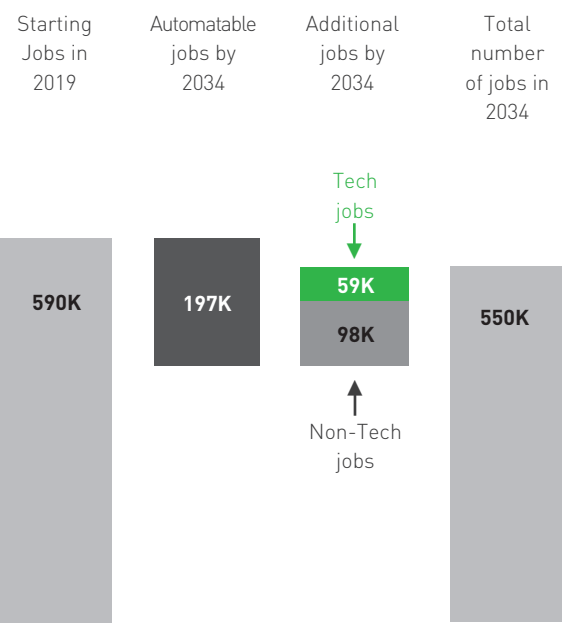 Starting
Jobs in
2019
Automatable
jobs by
2034
Additional
jobs by
2034
Total
number
of jobs in
2034
Tech
jobs
590K
197K
59K
98K
550K
Non-Tech
jobs